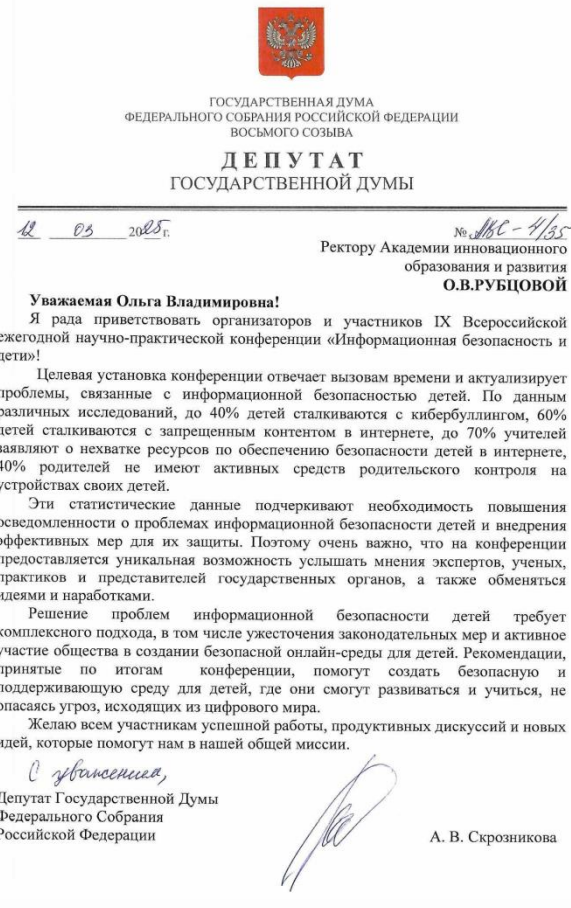 ГОСУДАРСТВЕННАЯ ДУМА
ФЕДЕРАЛЬНОГО СОБРАНИЯ РОССИЙСКОЙ ФЕДЕРАЦИИ
ВОСЬМОГО СОЗЫВА
ДЕПУТАТ
ГОСУДАРСТВЕННОЙ ДУМЫ
12 03 2025 г.
№ АВС - 4/35
Ректору Академии инновационного
образования и развития
О.В.РУБЦОВОЙ
Уважаемая Ольга Владимировна!
Я рада приветствовать организаторов и участников IX Всероссийской
ежегодной научно-практической конференции «Информационная безопасность и
дети»!
Целевая установка конференции отвечает вызовам времени и актуализирует
проблемы, связанные с информационной безопасностью детей. По данным
различных исследований, до 40% детей сталкиваются с кибербуллингом, 60%
детей сталкиваются с запрещенным контентом в интернете, до 70% учителей
заявляют о нехватке ресурсов по обеспечению безопасности детей в интернете,
40% родителей не имеют активных средств родительского контроля на
устройствах своих детей.
Эти статистические данные подчеркивают необходимость повышения
осведомленности о проблемах информационной безопасности детей и внедрения
эффективных мер для их защиты. Поэтому очень важно, что на конференции
предоставляется уникальная возможность услышать мнения экспертов, ученых,
практиков и представителей государственных органов, а также обменяться
идеями и наработками.
Решение проблем информационной безопасности детей требует
комплексного подхода, в том числе ужесточения законодательных мер и активное
участие общества в создании безопасной онлайн-среды для детей. Рекомендации,
принятые по итогам конференции, помогут создать безопасную и
поддерживающую среду для детей, где они смогут развиваться и учиться, не
опасаясь угроз, исходящих из цифрового мира.
Желаю всем участникам успешной работы, продуктивных дискуссий и новых
идей, которые помогут нам в нашей общей миссии.
С уважением,
Депутат Государственной Думы
Федерального Собрания
Российской Федерации
А. В. Скрозникова